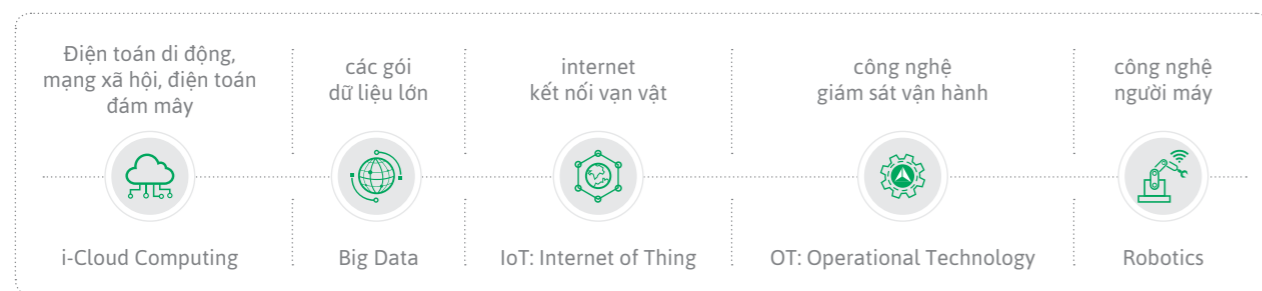 Điện toán di động,
mạng xã hội, điện toán
đám mây
i-Cloud Computing
các gói
dữ liệu lớn
Big Data
internet
kết nối vạn vật
IoT: Internet of Thing
công nghệ
giám sát vận hành
OT: Operational Technology
công nghệ
người máy
Robotics